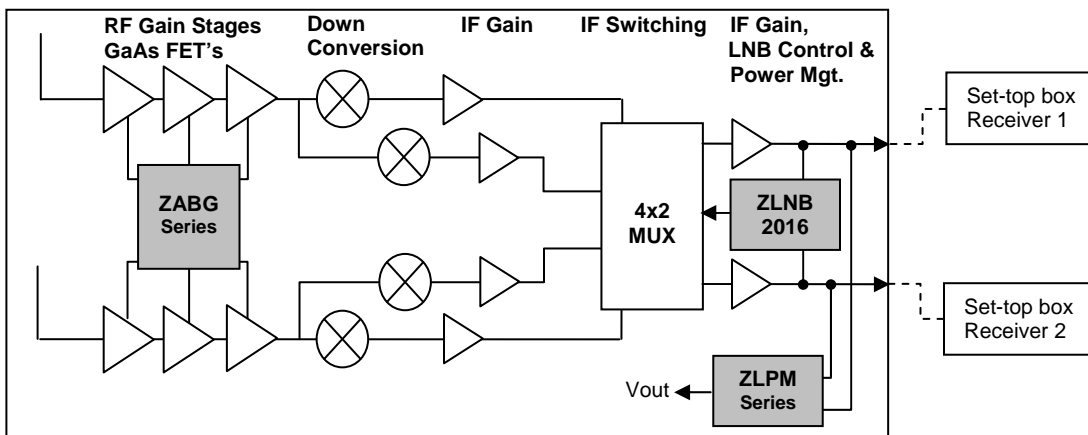 RF Gain Stages
GaAs FET's
Down
Conversion
IF Gain
IF Switching
IF Gain,
LNB Control &
Power Mgt.
Set-top box
Receiver 1
ZABG
Series
4x2
MUX
ZLNB
2016
Set-top box
Receiver 2
Vout
ZLPM
Series